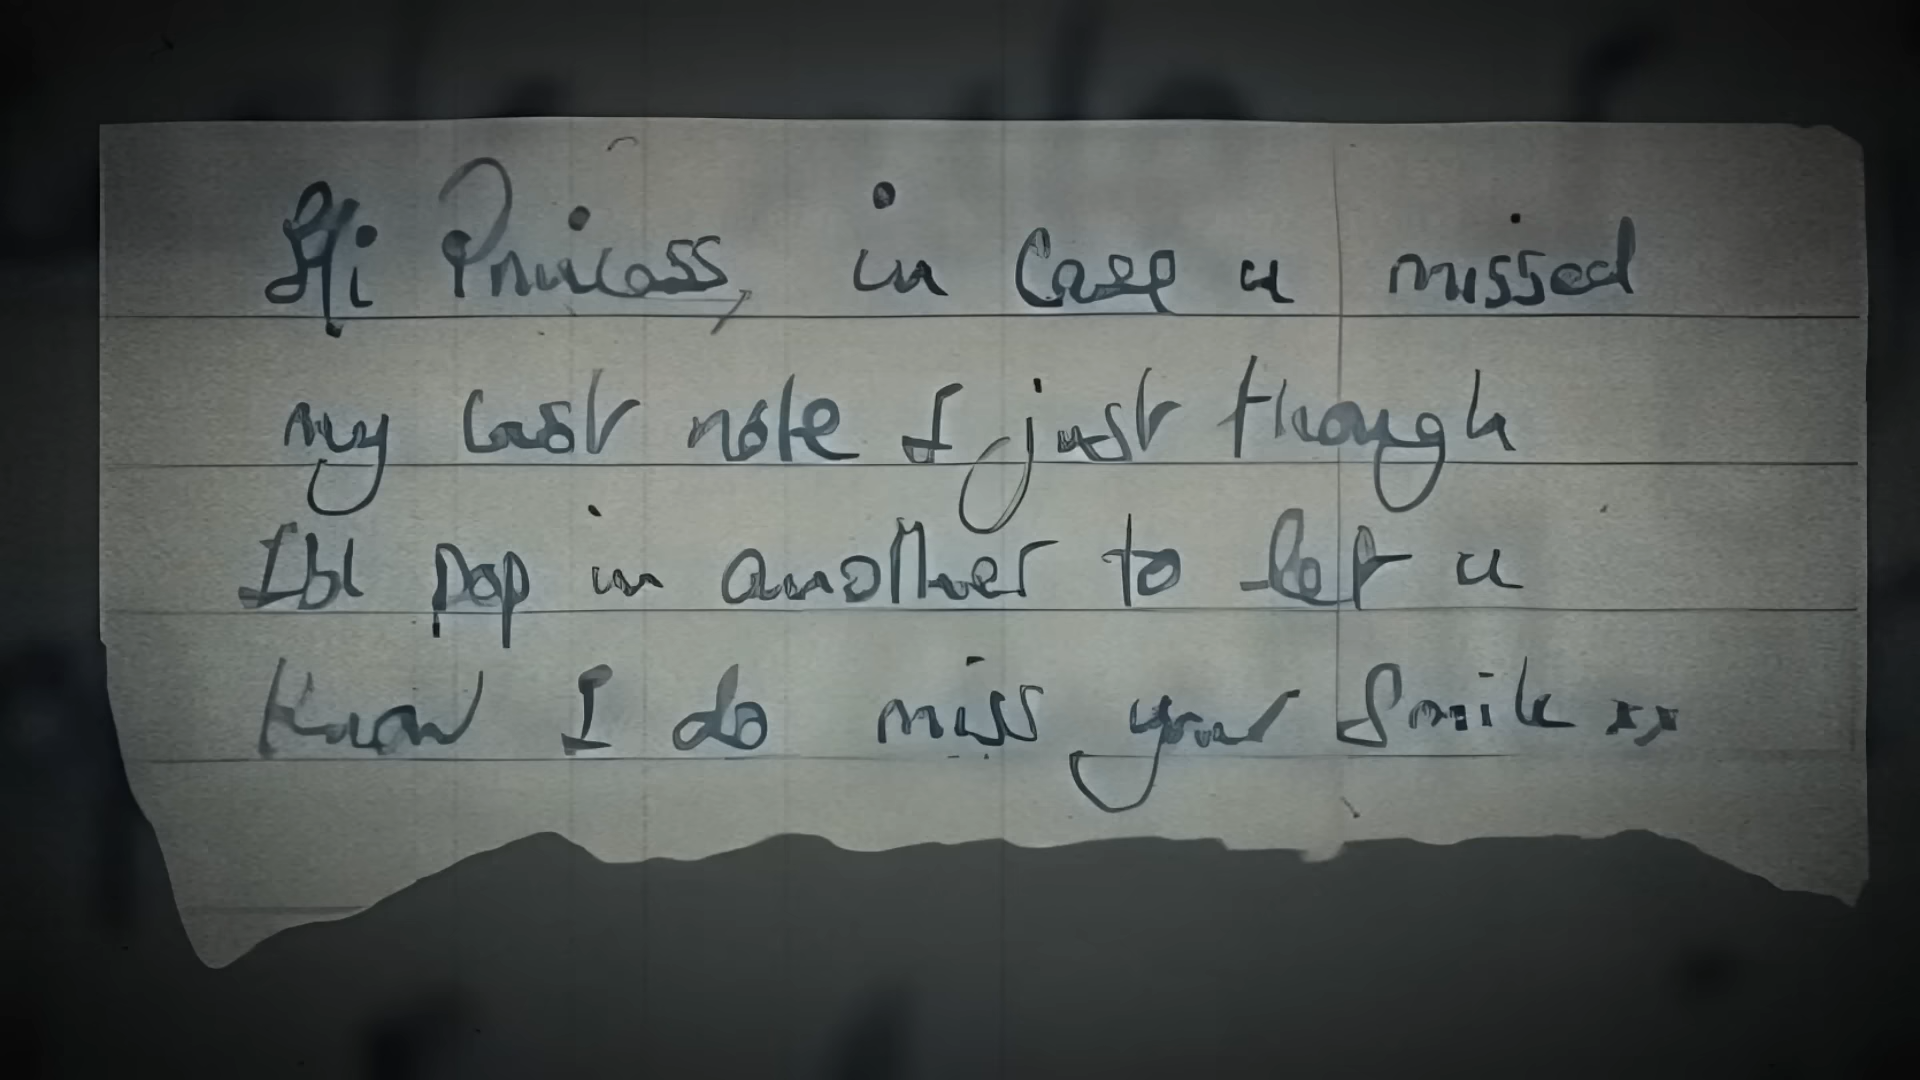 Hi Princess, in Case u missed
my last note I just though
Ibl pop in another to let u
know I do miss your Smile xx